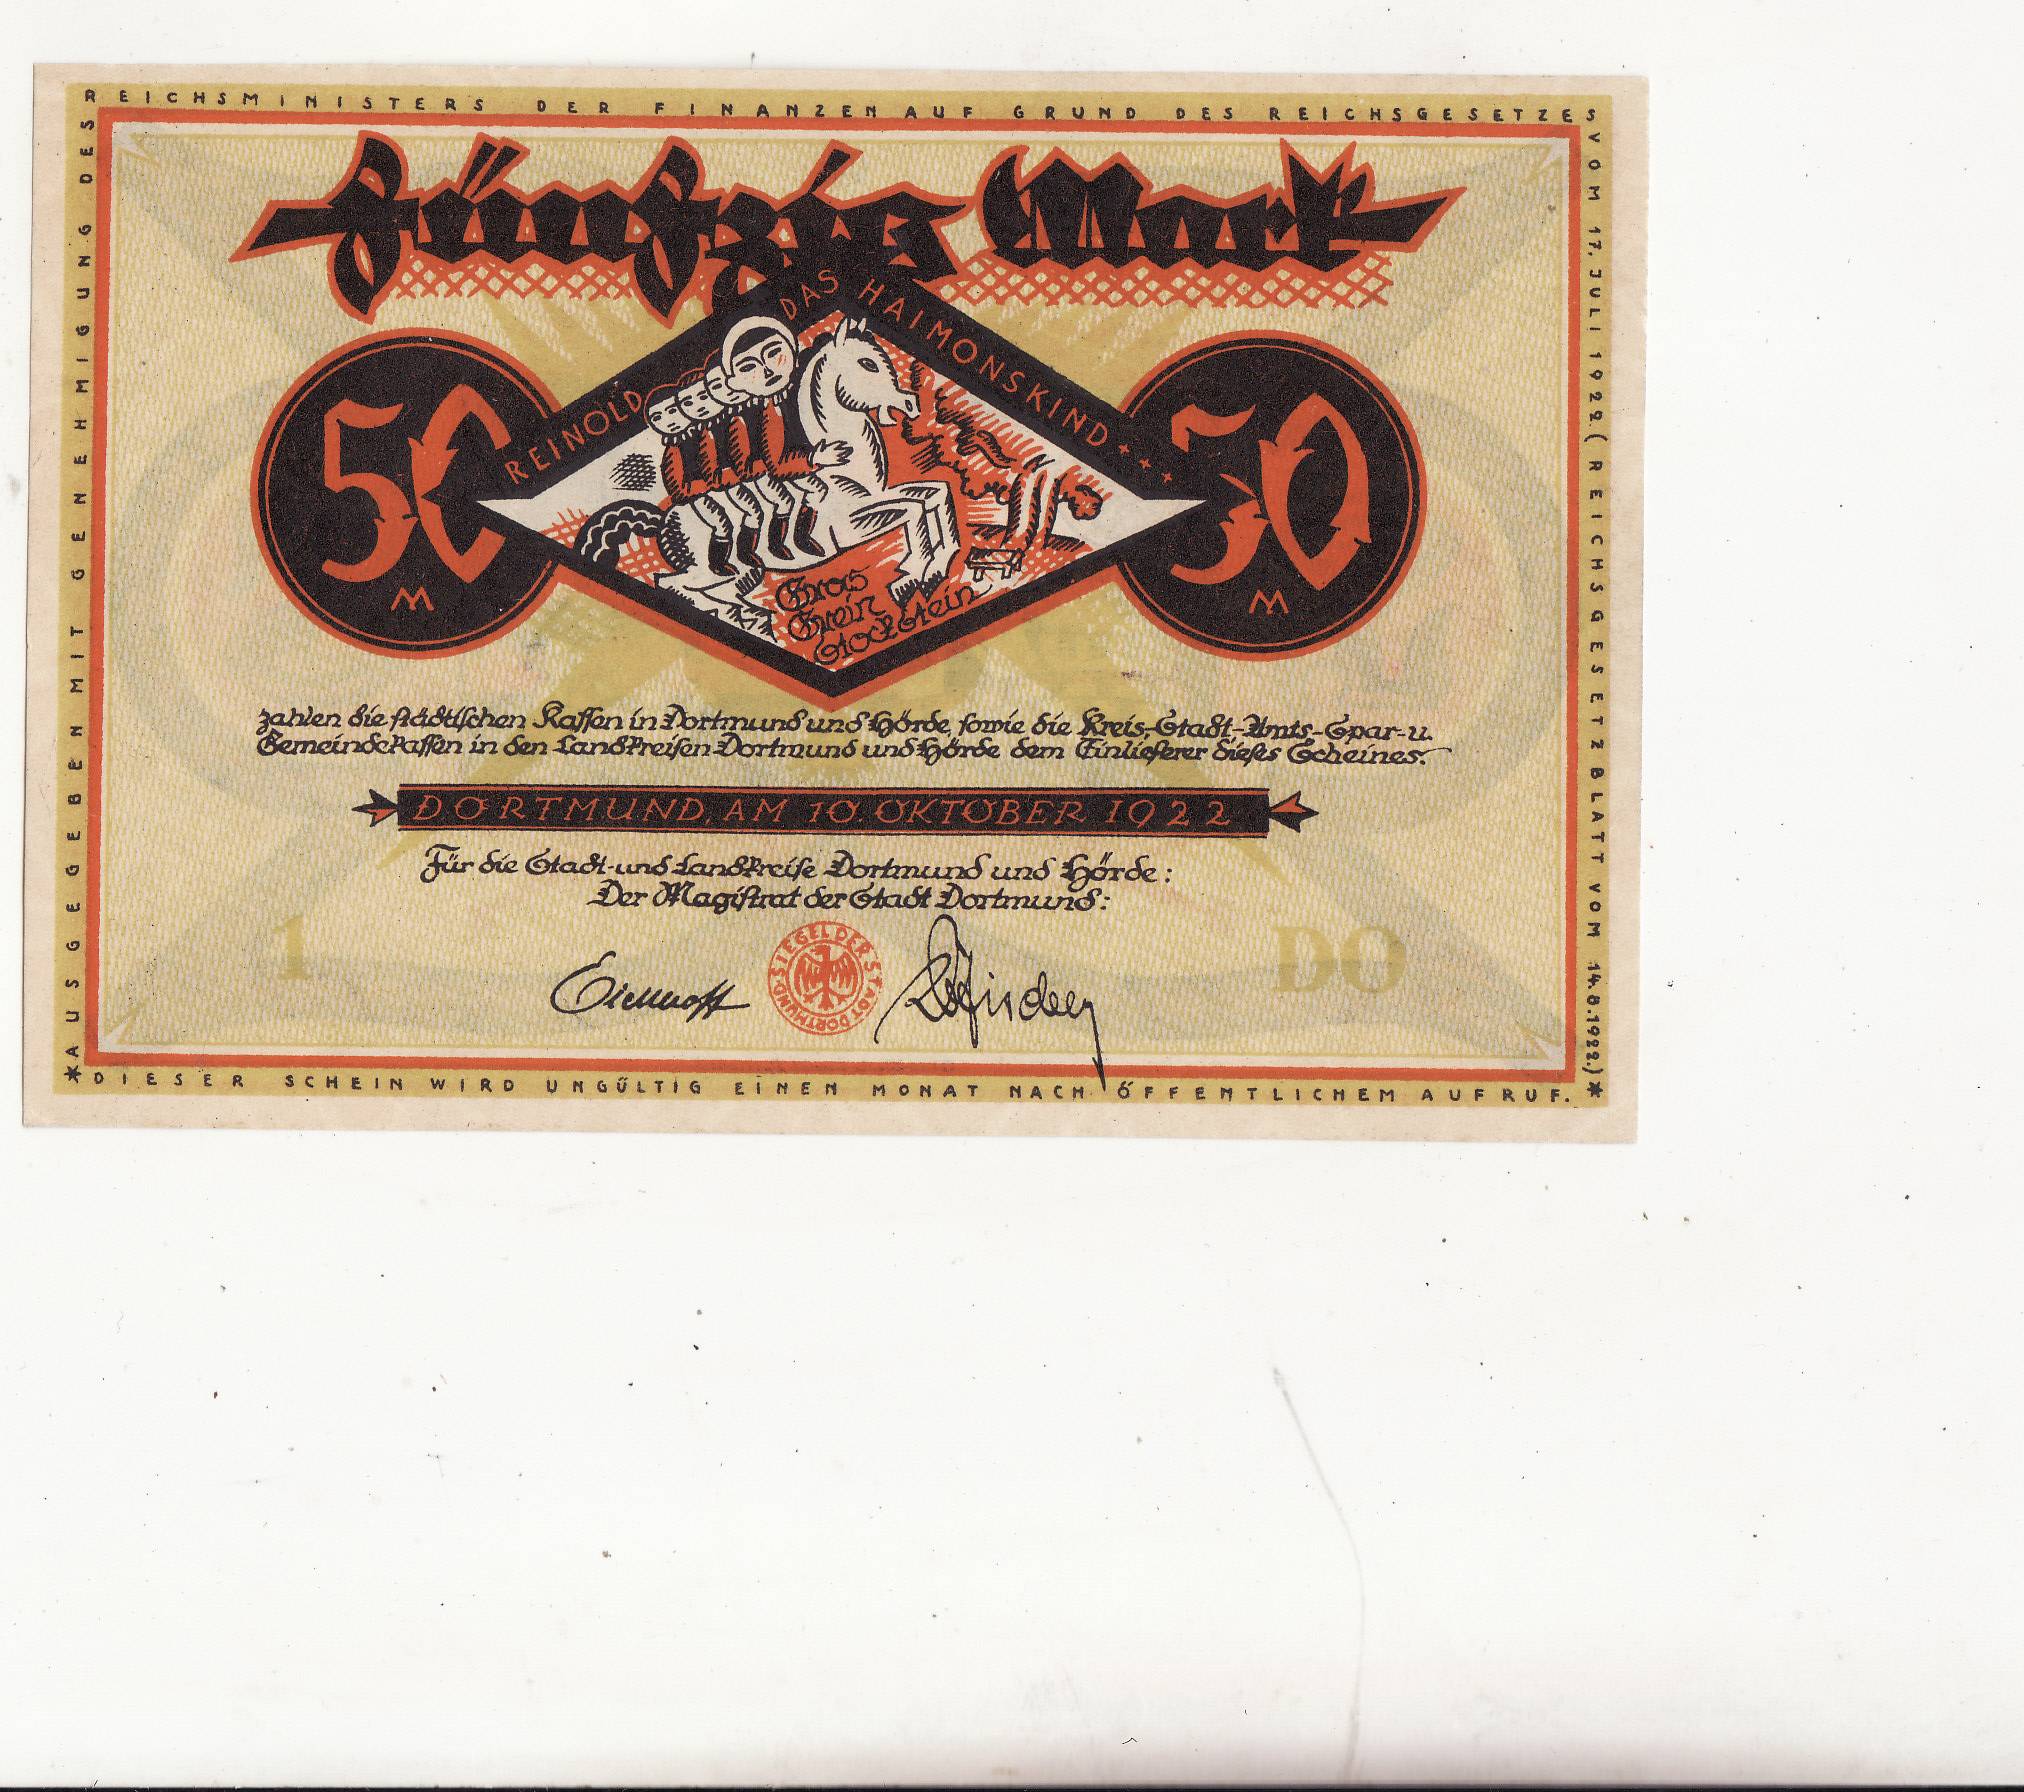 * AUSGEGEBEN MIT GENEHMIGUNG DES
REICHSMINISTERS DER FINANZEN AUF GRUND DES REICHSGESETZES
VOM 17. JULI 1922. (REICHSGESETZBLATT VOM 14.8.1922.) *
Fünfzig Mark
REINOLD DAS HAIMONSKIND
50 M
50 M
Gras
Grein
Stock Stein
zahlen die städtischen Kassen in Dortmund und Hörde, sowie die Kreis-, Stadt-Amts-Spar-u.
Gemeindekassen in den Landkreisen Dortmund und Hörde dem Einlieferer dieses Scheines.
DORTMUND, AM 10. OKTOBER 1922
Für die Stadt- und Landkreise Dortmund und Hörde:
Der Magistrat der Stadt Dortmund:
1
Eichhoff
SIEGEL DER STADT DORTMUND
DO
DIESER SCHEIN WIRD UNGÜLTIG EINEN MONAT NACH ÖFFENTLICHEM AUFRUF.